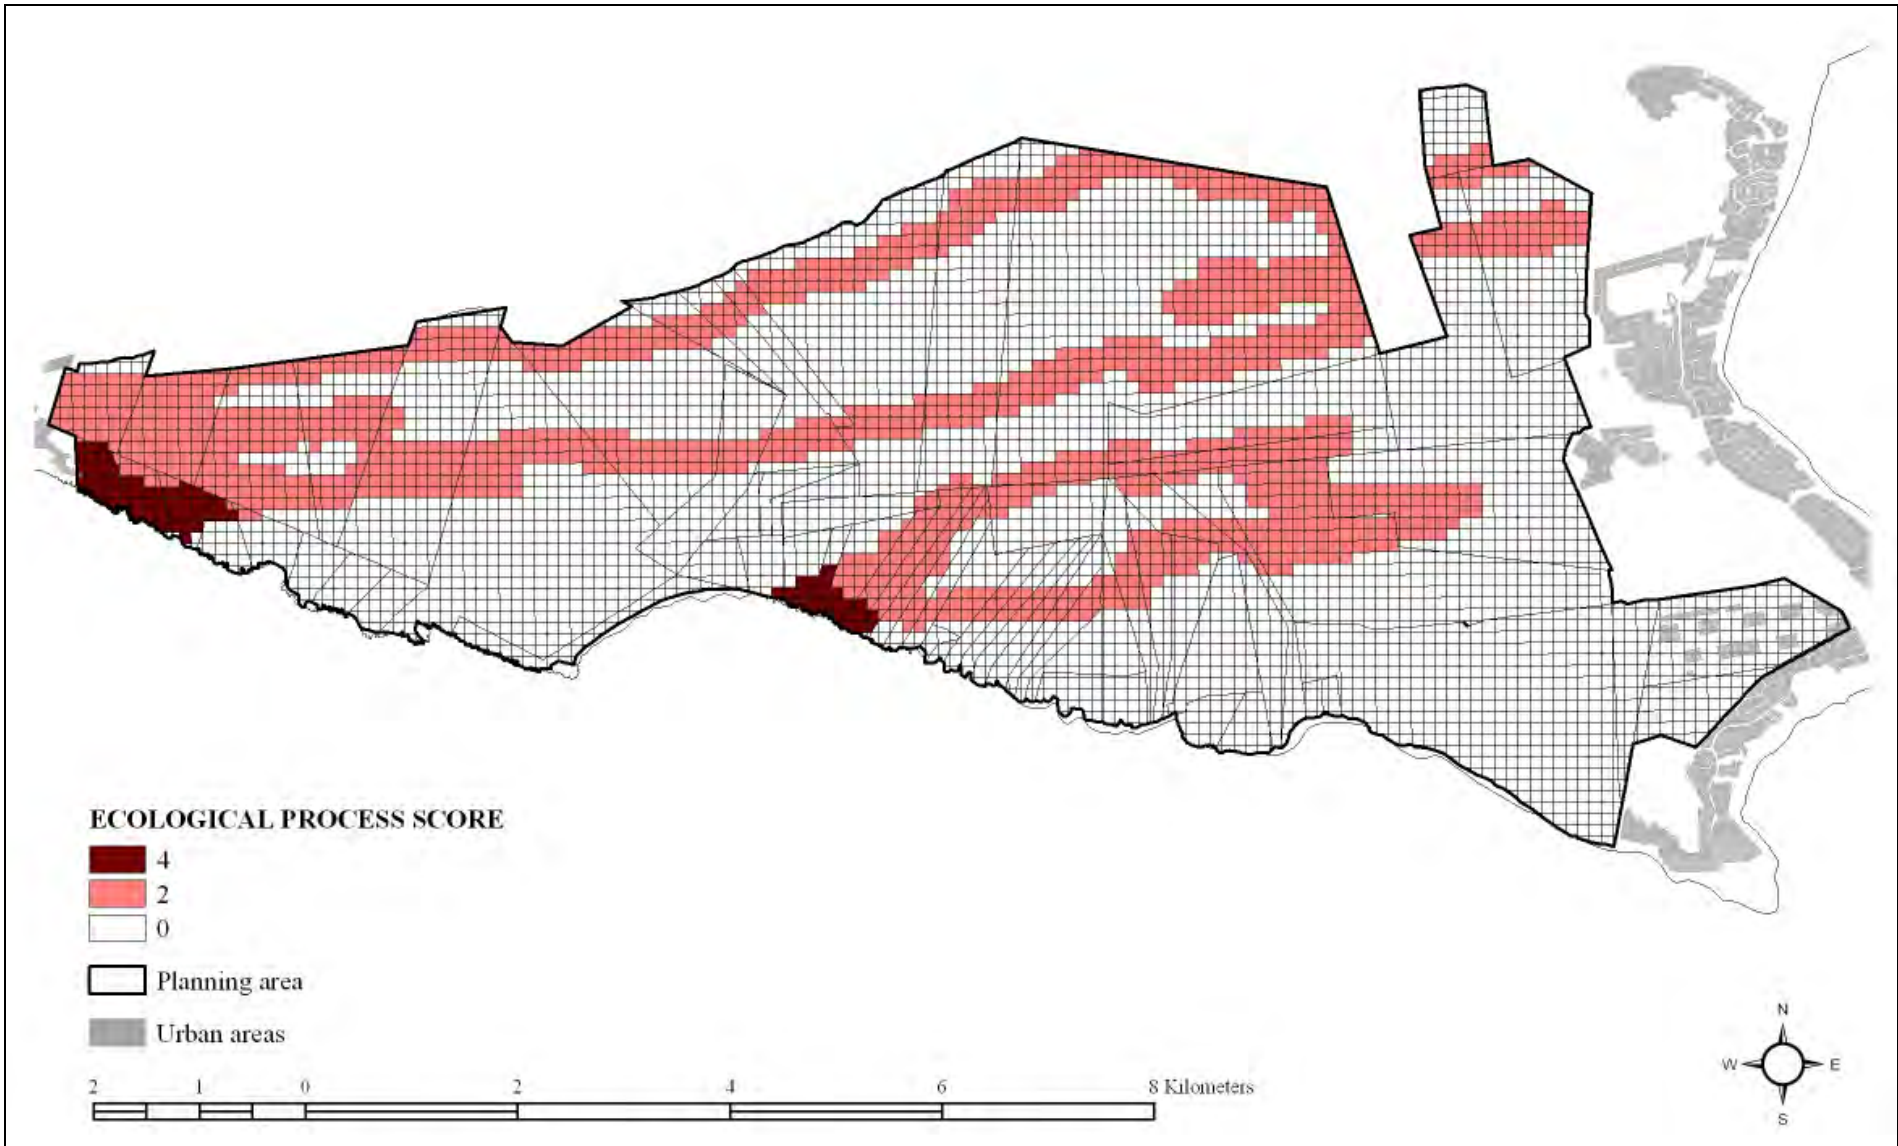 ECOLOGICAL PROCESS SCORE
4
2
0
Planning area
Urban areas
2 1 0 2 4 6 8 Kilometers
N
W E
S